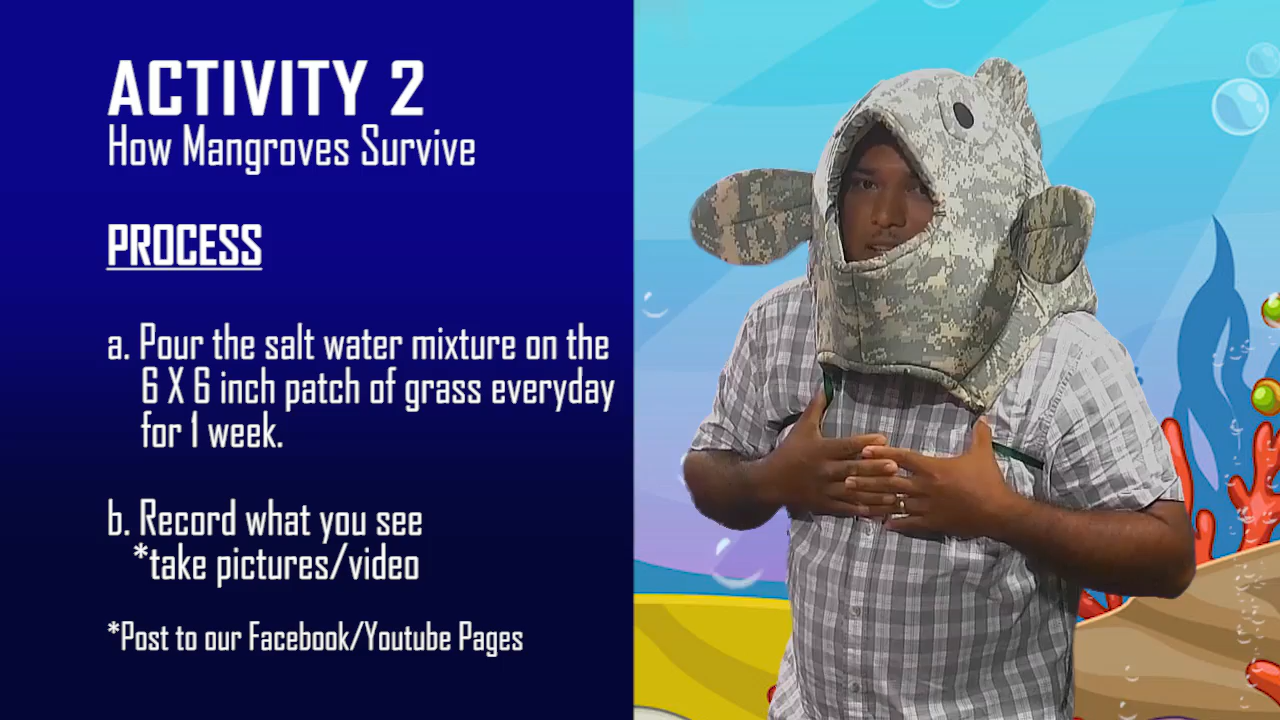 ACTIVITY 2
How Mangroves Survive
PROCESS
a. Pour the salt water mixture on the
6 X 6 inch patch of grass everyday
for 1 week.
b. Record what you see
*take pictures/video
*Post to our Facebook/Youtube Pages